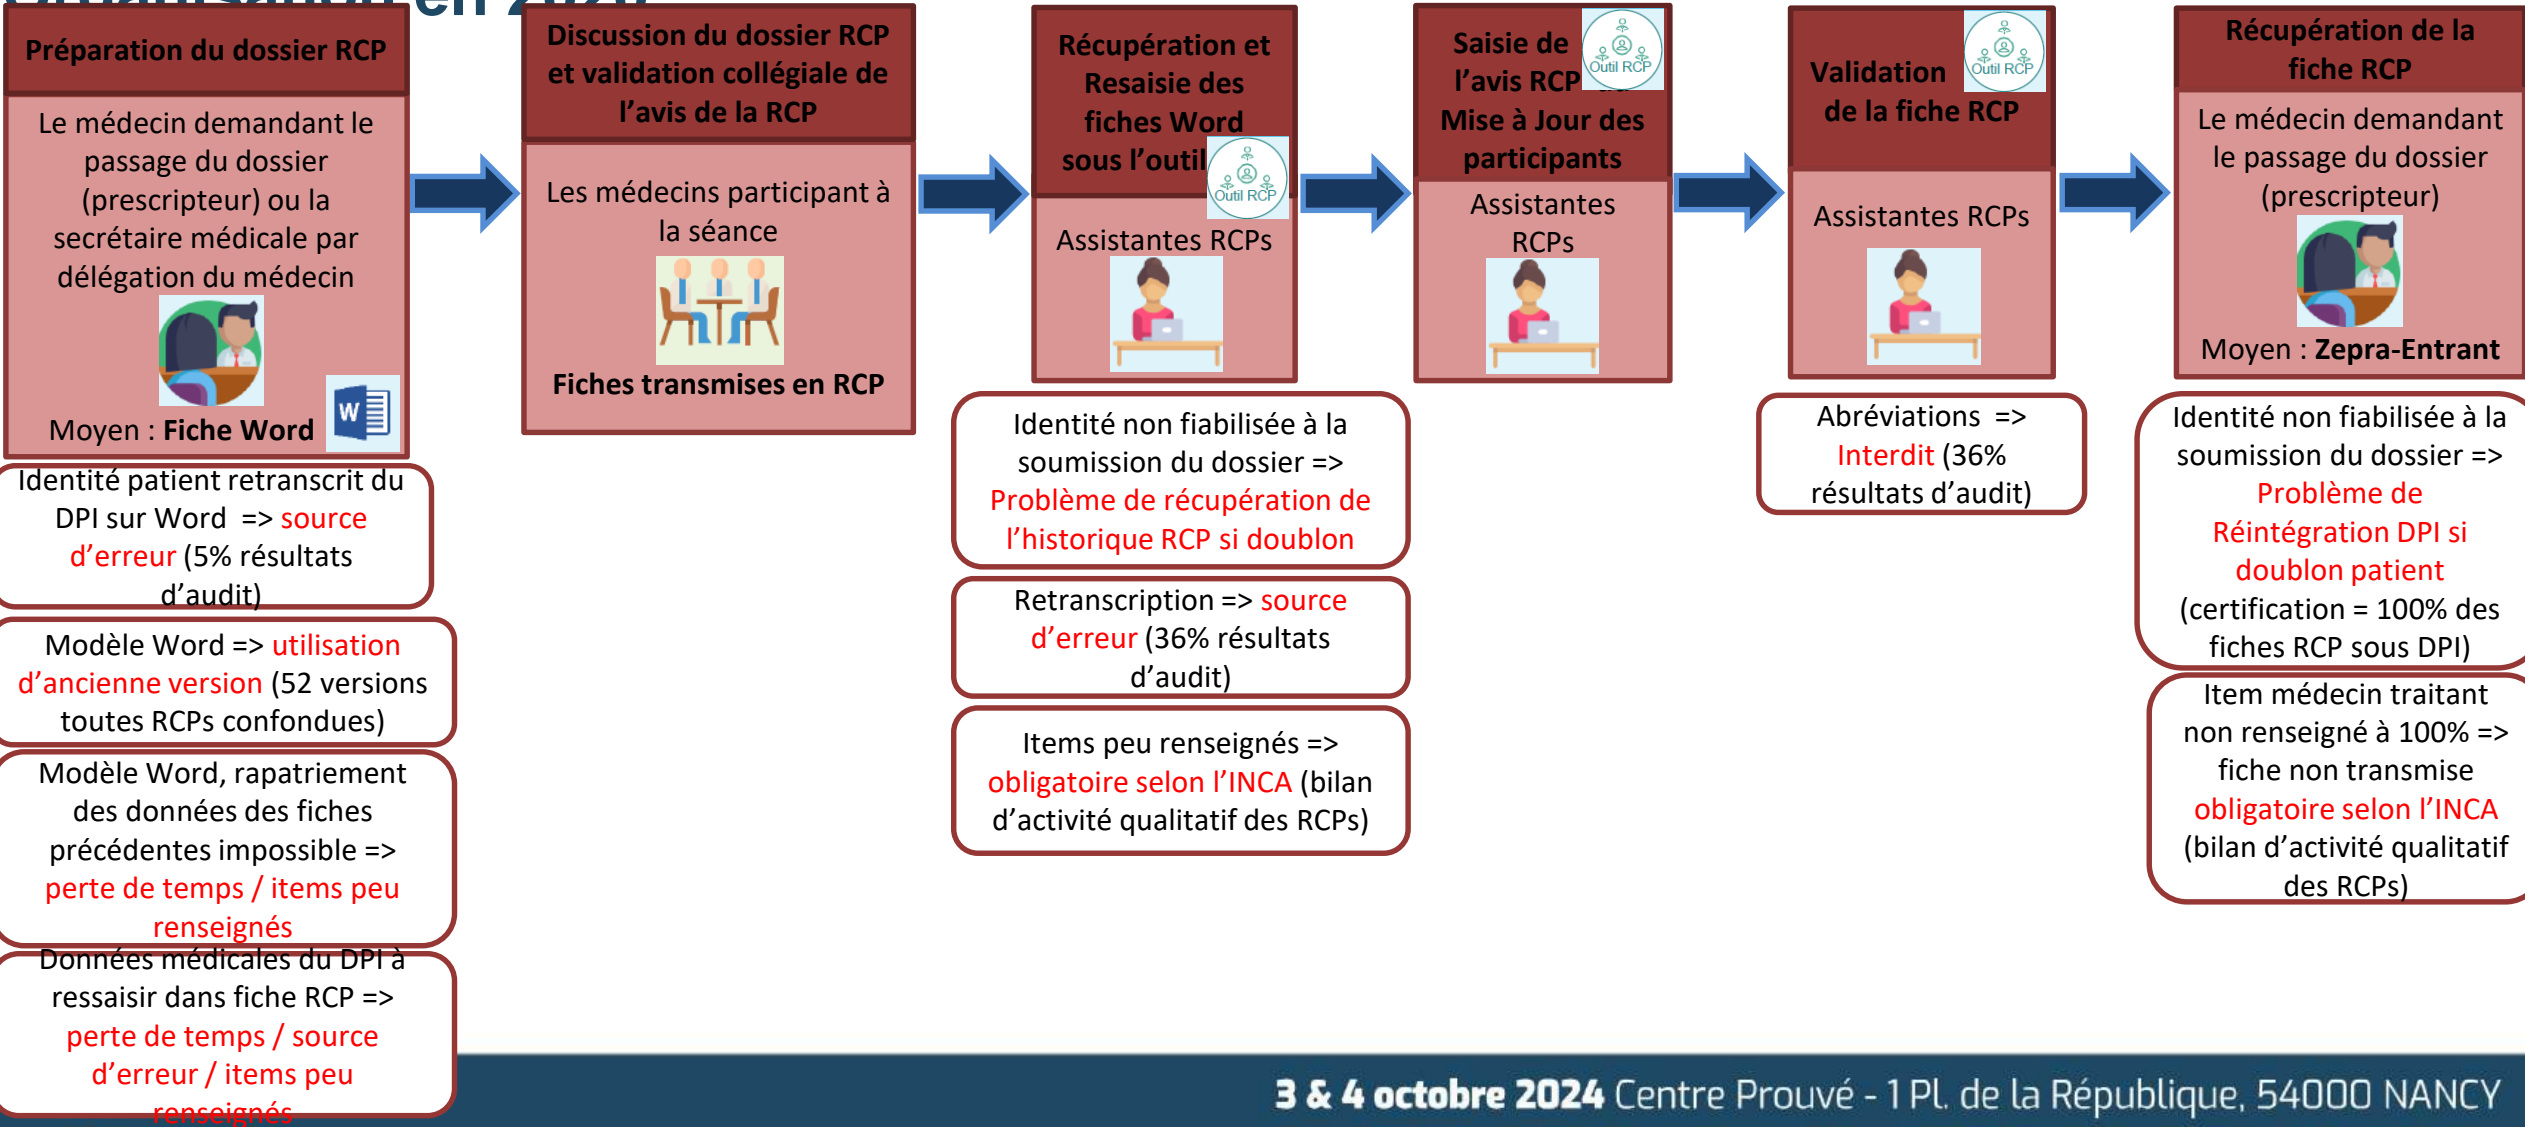 Organisation en 2020
Préparation du dossier RCP
Le médecin demandant le
passage du dossier
(prescripteur) ou la
secrétaire médicale par
délégation du médecin
Moyen : Fiche Word
W
Identité patient retranscrit du
DPI sur Word => source
d'erreur (5% résultats
d'audit)
Modèle Word => utilisation
d'ancienne version (52 versions
toutes RCPs confondues)
Modèle Word, rapatriement
des données des fiches
précédentes impossible =>
perte de temps / items peu
renseignés
Données médicales du DPI à
ressaisir dans fiche RCP =>
perte de temps / source
d'erreur / items peu
renseignés
Discussion du dossier RCP
et validation collégiale de
l'avis de la RCP
Les médecins participant à
la séance
Fiches transmises en RCP
Récupération et
Resaisie des
fiches Word
sous l'outil
Outil RCP
Assistantes RCPs
Identité non fiabilisée à la
soumission du dossier =>
Problème de récupération de
l'historique RCP si doublon
Retranscription => source
d'erreur (36% résultats
d'audit)
Items peu renseignés =>
obligatoire selon l'INCA (bilan
d'activité qualitatif des RCPs)
Saisie de
l'avis RCP
Mise à Jour des
participants
Outil RCP
Assistantes
RCPs
Validation
de la fiche RCP
Outil RCP
Assistantes RCPs
Abréviations =>
Interdit (36%
résultats d'audit)
Récupération de la
fiche RCP
Le médecin demandant
le passage du dossier
(prescripteur)
Moyen : Zepra-Entrant
Identité non fiabilisée à la
soumission du dossier =>
Problème de
Réintégration DPI si
doublon patient
(certification = 100% des
fiches RCP sous DPI)
Item médecin traitant
non renseigné à 100% =>
fiche non transmise
obligatoire selon l'INCA
(bilan d'activité qualitatif
des RCPs)
3 & 4 octobre 2024 Centre Prouvé - 1 Pl. de la République, 54000 NANCY